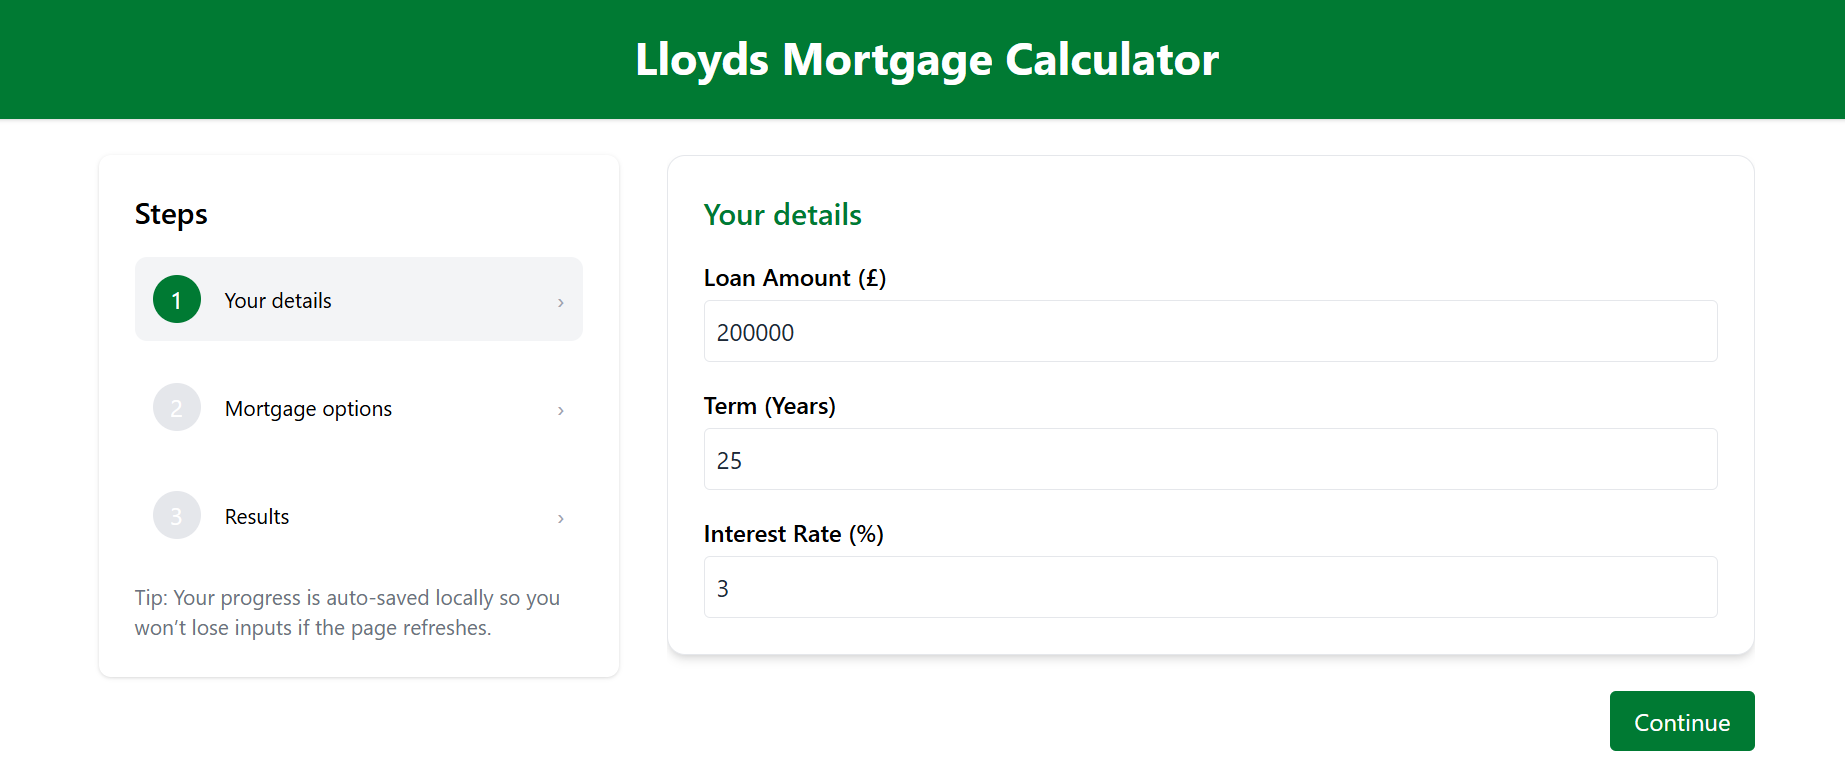 Lloyds Mortgage Calculator
Steps
1 Your details ›
2 Mortgage options ›
3 Results ›
Tip: Your progress is auto-saved locally so you
won’t lose inputs if the page refreshes.
Your details
Loan Amount (£)
200000
Term (Years)
25
Interest Rate (%)
3
Continue